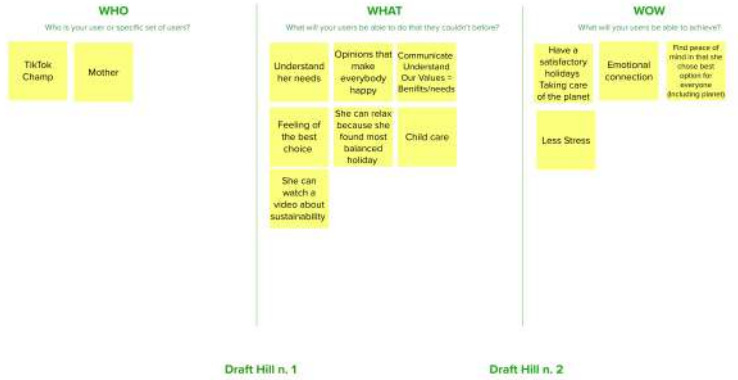 WHO
Who is your user or specific set of users?
TikTok
Champ
Mother
WHAT
What will your users be able to do that they couldn't before?
Understand
her needs
Opinions that
make
everybody
happy
Communicate
Understand
Our Values =
Benifits/needs
Feeling of
the best
choice
She can relax
because she
found most
balanced
holiday
Child care
She can
watch a
video about
sustainability
WOW
What will your users be able to achieve?
Have a
satisfactory
holidays
Taking care
of the planet
Emotional
connection
Find peace of
mind in that she
chose best
option for
everyone
(including planet)
Less Stress
Draft Hill n. 1
Draft Hill n. 2